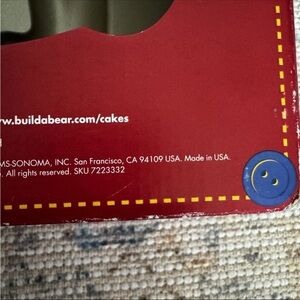 ww.buildabear.com/cakes
MS-SONOMA, INC. San Francisco, CA 94109 USA. Made in USA.
. All rights reserved. SKU 7223332